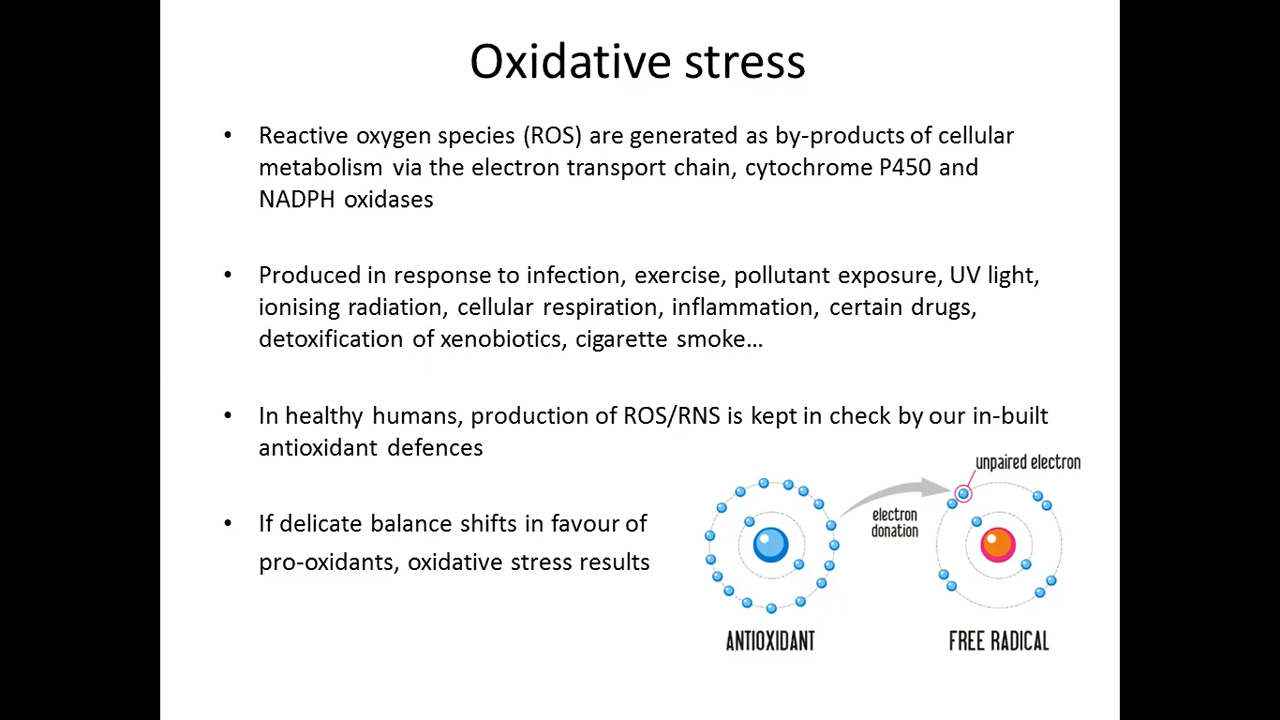 Oxidative stress
• Reactive oxygen species (ROS) are generated as by-products of cellular
metabolism via the electron transport chain, cytochrome P450 and
NADPH oxidases
• Produced in response to infection, exercise, pollutant exposure, UV light,
ionising radiation, cellular respiration, inflammation, certain drugs,
detoxification of xenobiotics, cigarette smoke…
• In healthy humans, production of ROS/RNS is kept in check by our in-built
antioxidant defences
• If delicate balance shifts in favour of
pro-oxidants, oxidative stress results
unpaired electron
electron
donation
ANTIOXIDANT
FREE RADICAL